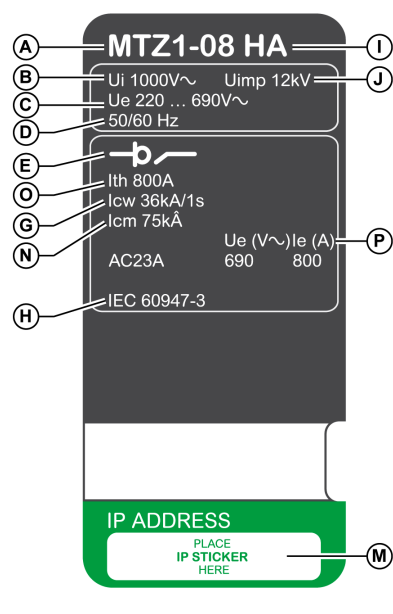 A MTZ1-08 HA I
B Ui 1000V~ Uimp 12kV J
C Ue 220 ... 690V~
D 50/60 Hz
E
O Ith 800A
G Icw 36kA/1s
N Icm 75kÂ
Ue (V~) Ie (A) P
AC23A 690 800
H IEC 60947-3
IP ADDRESS
PLACE
IP STICKER M
HERE